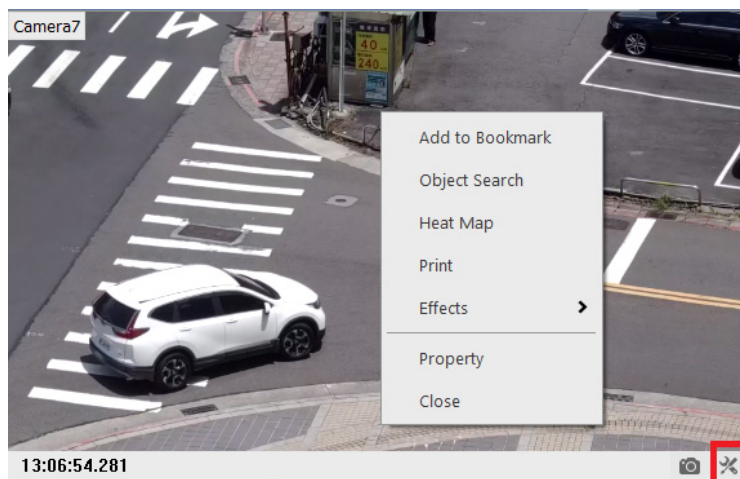 Camera7
40
240
Add to Bookmark
Object Search
Heat Map
Print
Effects
Property
Close
13:06:54.281